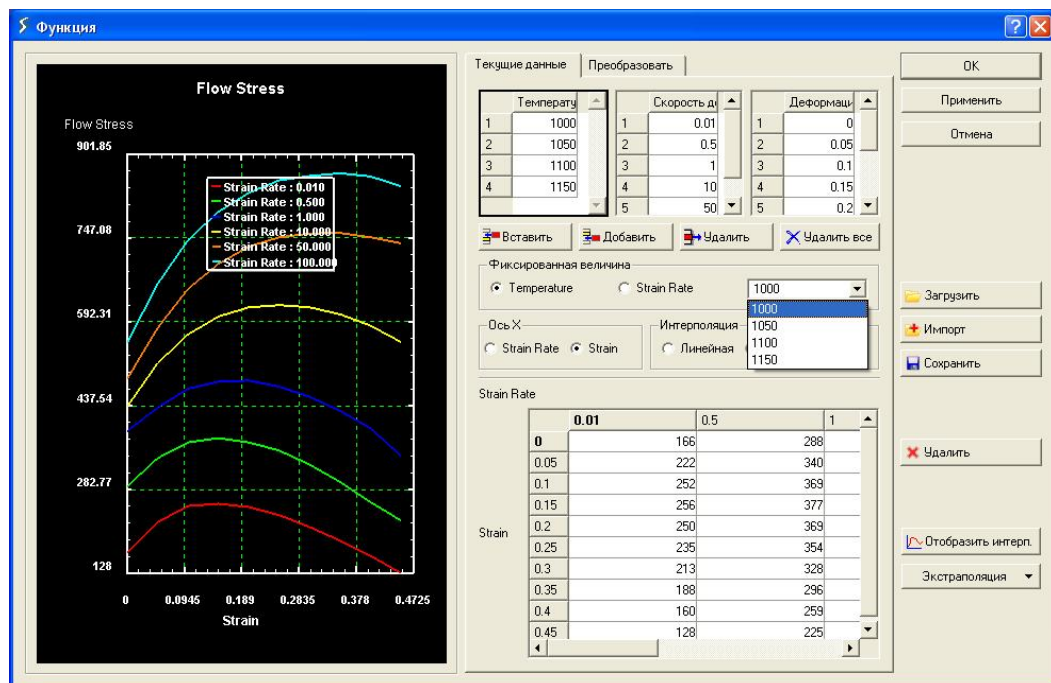 Функция
Flow Stress
Flow Stress
901.85
747.08
592.31
437.54
282.77
128
0 0.0945 0.189 0.2835 0.378 0.4725
Strain
Strain Rate : 0.010
Strain Rate : 0.500
Strain Rate : 1.000
Strain Rate : 10.000
Strain Rate : 50.000
Strain Rate : 100.000
Текущие данные Преобразовать
Температу
1 1000
2 1050
3 1100
4 1150
Скорость д
1 0.01
2 0.5
3 1
4 10
5 50
Деформаци
1 0
2 0.05
3 0.1
4 0.15
5 0.2
Вставить Добавить Удалить Удалить все
Фиксированная величина
Temperature Strain Rate 1000
1000
1050
1100
1150
Ось X
Strain Rate Strain
Интерполяция
Линейная
Strain Rate
0.01 0.5 1
0 166 288
0.05 222 340
0.1 252 369
0.15 256 377
0.2 250 369
0.25 235 354
0.3 213 328
0.35 188 296
0.4 160 259
0.45 128 225
Strain
OK
Применить
Отмена
Загрузить
Импорт
Сохранить
Удалить
Отобразить интерп.
Экстраполяция